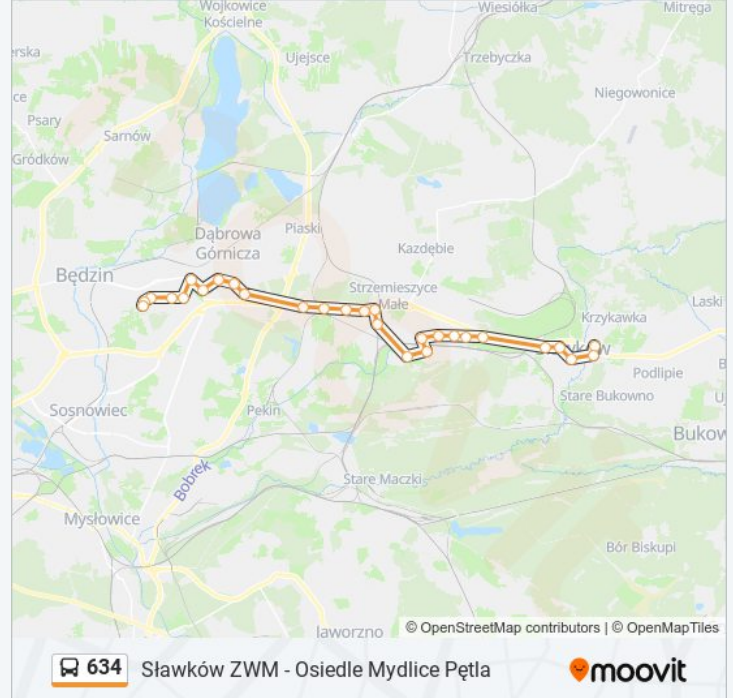 Wojkowice
Kościelne
Wiesiółka
Mitręga
erska
Ujejsce
Trzebyczka
ce
Niegowonice
Psary
Sarnów
Gródków
Dąbrowa
Górnicza
Piaski
Kazdębie
Będzin
Strzemieszyce
Małe
Laski
Krzykawka
B
Podlipie
U
Sosnowiec
Pekin
Stare Bukowno
Bukow
Bobrek
Stare Maczki
Mysłowice
Bór Biskupi
Jaworzno
© OpenStreetMap contributors | © OpenMapTiles
634 Sławków ZWM - Osiedle Mydlice Pętla moovit